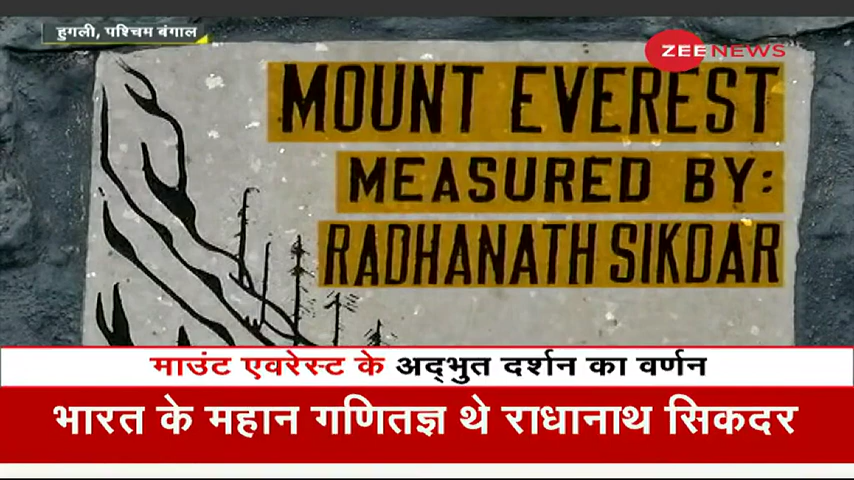 हुगली, पश्चिम बंगाल
ZEE NEWS
MOUNT EVEREST
MEASURED BY:
RADHANATH SIKDAR
माउंट एवरेस्ट के अद्भुत दर्शन का वर्णन
भारत के महान गणितज्ञ थे राधानाथ सिकदर